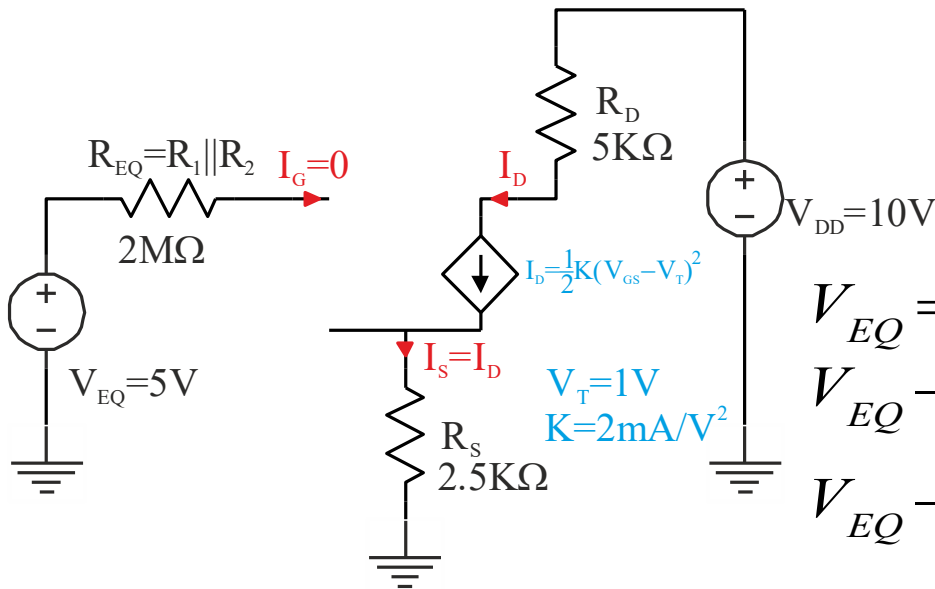 R_D
5KΩ
R_EQ=R_1||R_2
I_G=0
I_D
2MΩ
+
−
V_DD=10V
I_D=1/2K(V_GS−V_T)^2
+
−
V_EQ=
I_S=I_D
V_EQ=5V
V_T=1V
V_EQ−
K=2mA/V^2
R_S
2.5KΩ
V_EQ−